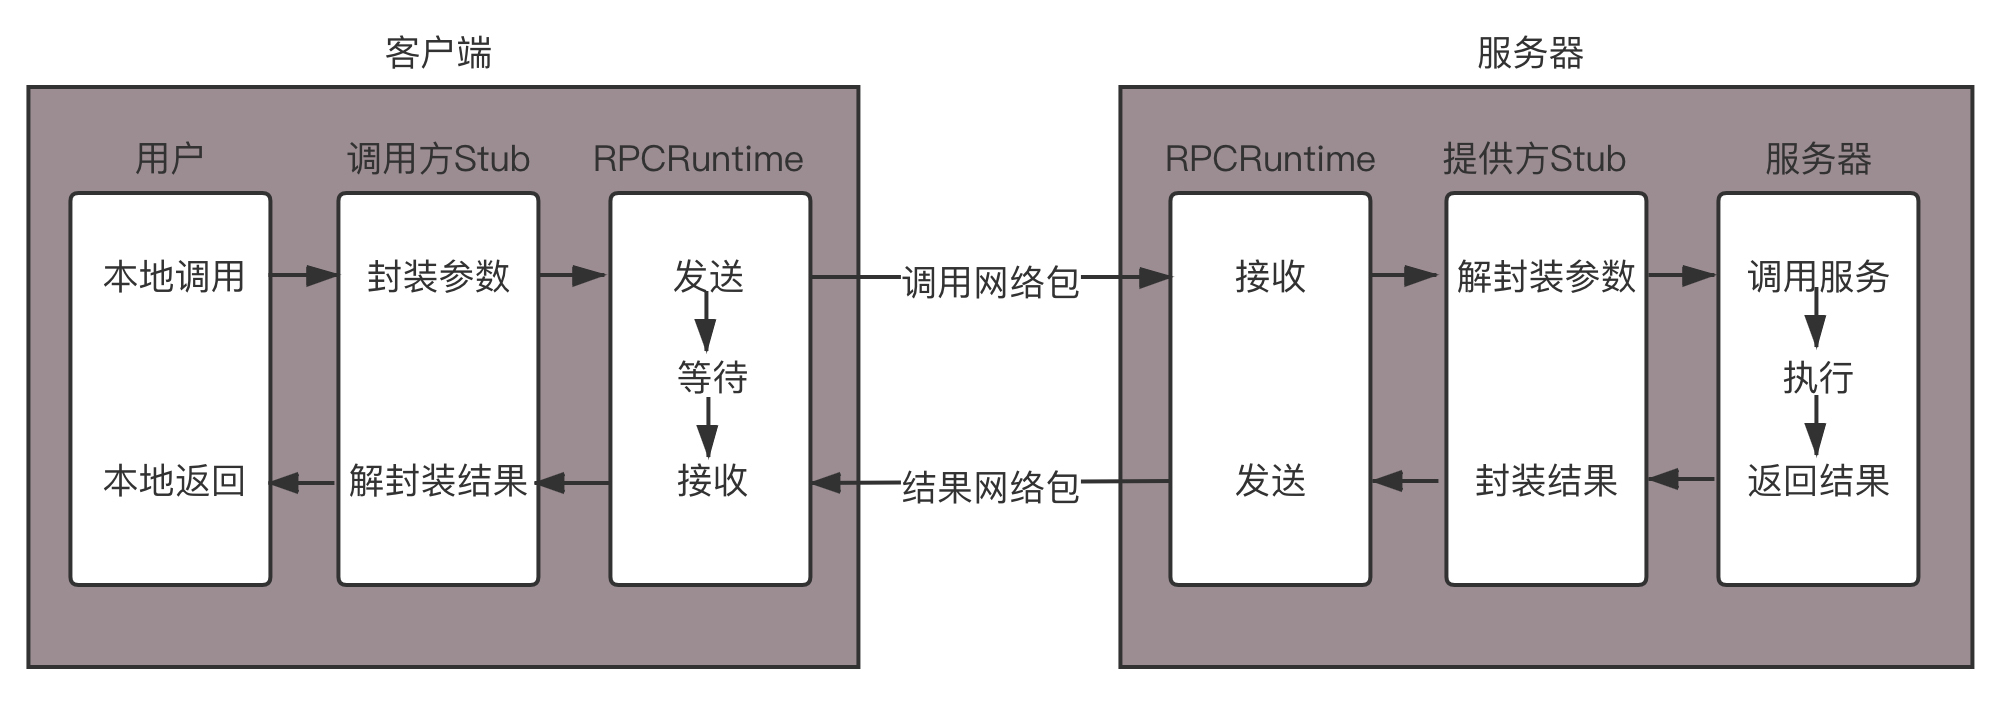 客户端
服务器
用户
调用方Stub
RPCRuntime
RPCRuntime
提供方Stub
服务器
本地调用
封装参数
发送
调用网络包
接收
解封装参数
调用服务
等待
执行
本地返回
解封装结果
接收
结果网络包
发送
封装结果
返回结果